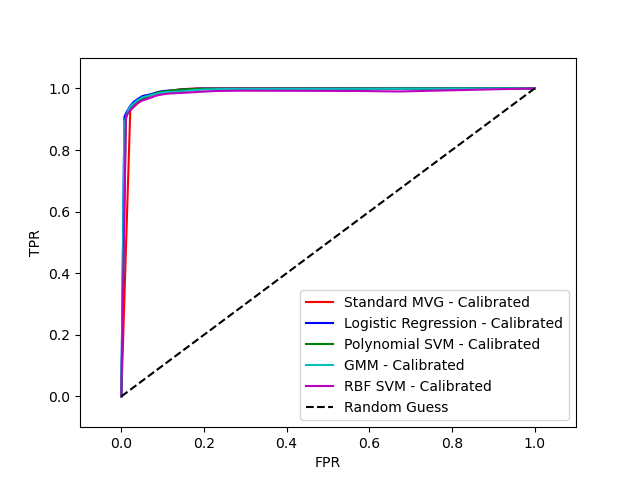 1.0
0.8
0.6
0.4
0.2
0.0
TPR
Standard MVG - Calibrated
Logistic Regression - Calibrated
Polynomial SVM - Calibrated
GMM - Calibrated
RBF SVM - Calibrated
Random Guess
0.0 0.2 0.4 0.6 0.8 1.0
FPR